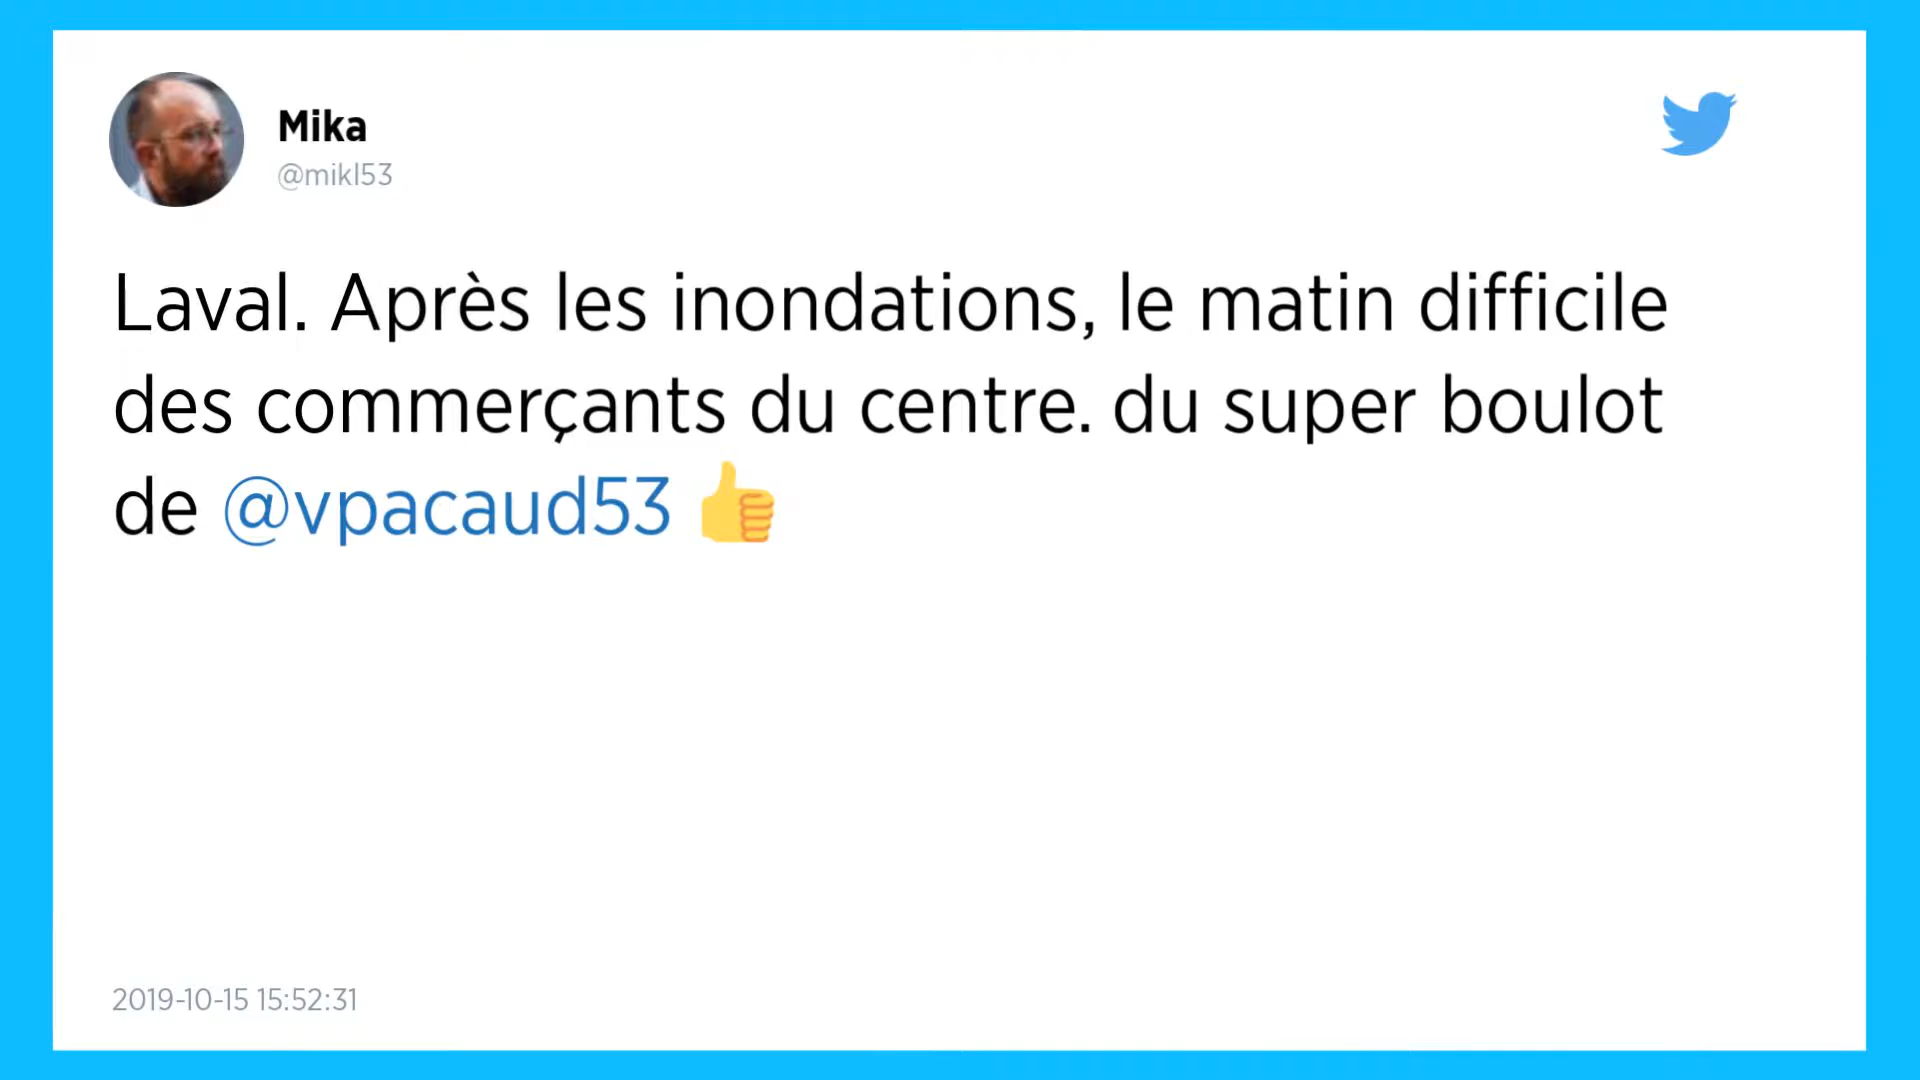 Mika
@mikl53
Laval. Après les inondations, le matin difficile
des commerçants du centre. du super boulot
de @vpacaud53 👍
2019-10-15 15:52:31